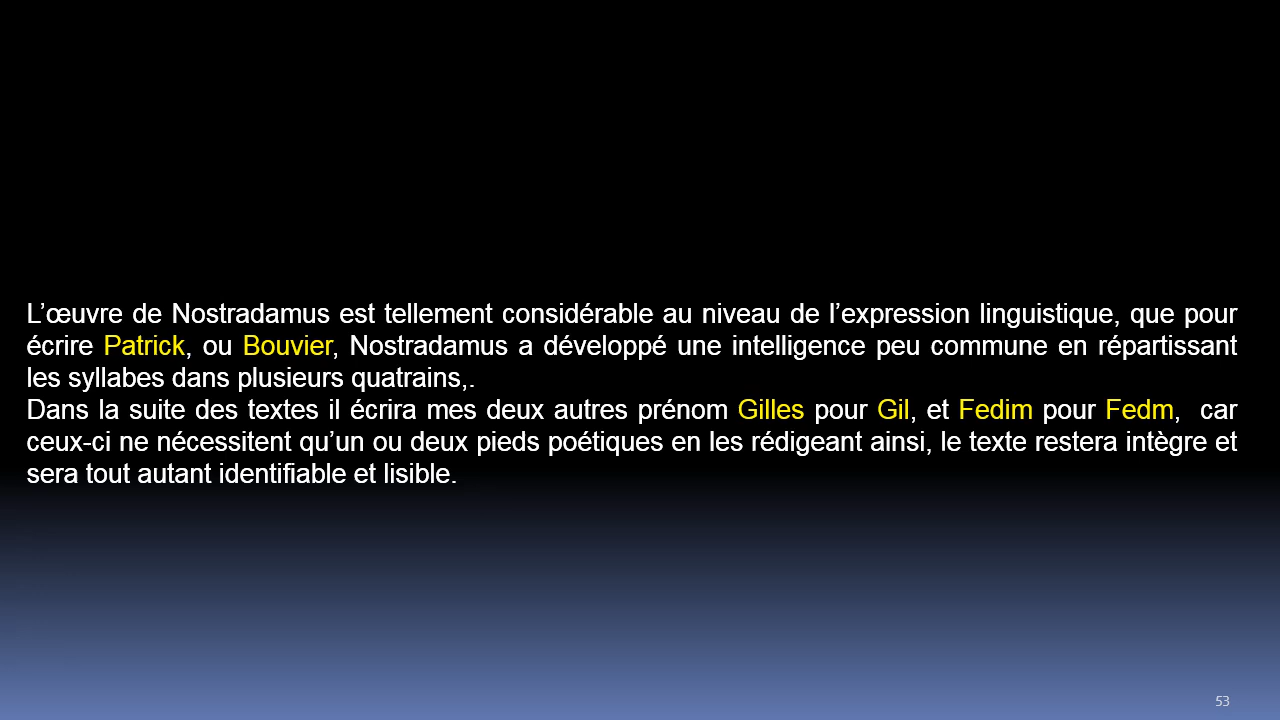 L’œuvre de Nostradamus est tellement considérable au niveau de l’expression linguistique, que pour
écrire Patrick, ou Bouvier, Nostradamus a développé une intelligence peu commune en répartissant
les syllabes dans plusieurs quatrains,.
Dans la suite des textes il écrira mes deux autres prénom Gilles pour Gil, et Fedim pour Fedm, car
ceux-ci ne nécessitent qu’un ou deux pieds poétiques en les rédigeant ainsi, le texte restera intègre et
sera tout autant identifiable et lisible.
53